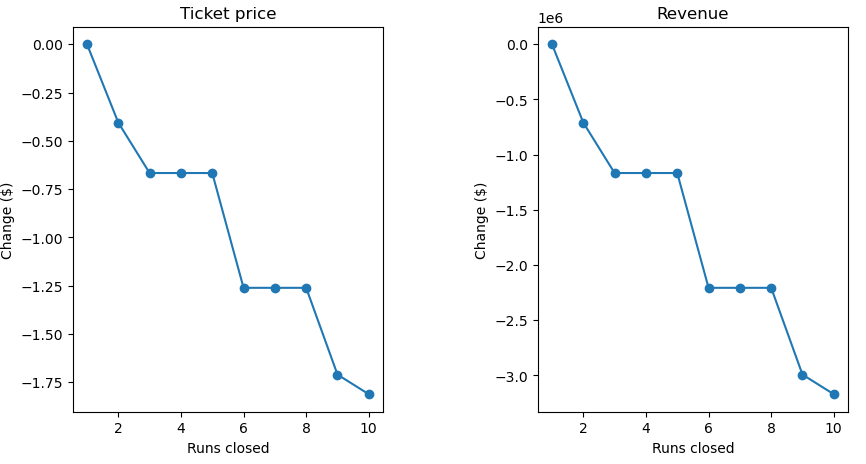 Ticket price
0.00
−0.25
−0.50
−0.75
−1.00
−1.25
−1.50
−1.75
Change ($)
2 4 6 8 10
Runs closed
Revenue
1e6
0.0
−0.5
−1.0
−1.5
−2.0
−2.5
−3.0
Change ($)
2 4 6 8 10
Runs closed